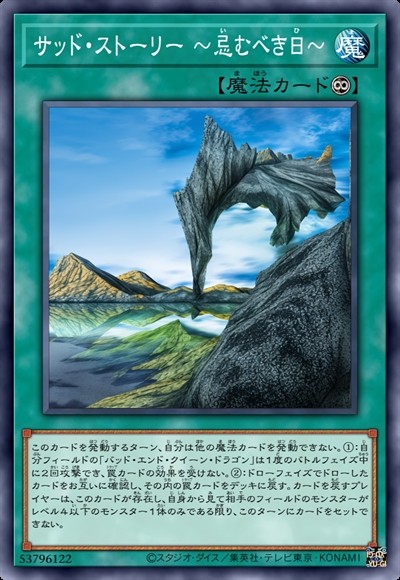 サッド・ストーリー ～忌むべき日～
魔
【魔法カード】
このカードを発動するターン、自分は他の魔法カードを発動できない。①：自
分フィールドの「バッド・エンド・クイーン・ドラゴン」は1度のバトルフェイズ中
に2回攻撃でき、罠カードの効果を受けない。②：ドローフェイズでドローし
たカードをお互いに確認し、その内の罠カードをデッキに戻す。カードを戻すプ
レイヤーは、このカードが存在し、自身から見て相手のフィールドのモンスターが
レベル4以下のモンスター1体のみである限り、このターンにカードをセットで
きない。
53796122
©スタジオ・ダイス／集英社・テレビ東京・KONAMI